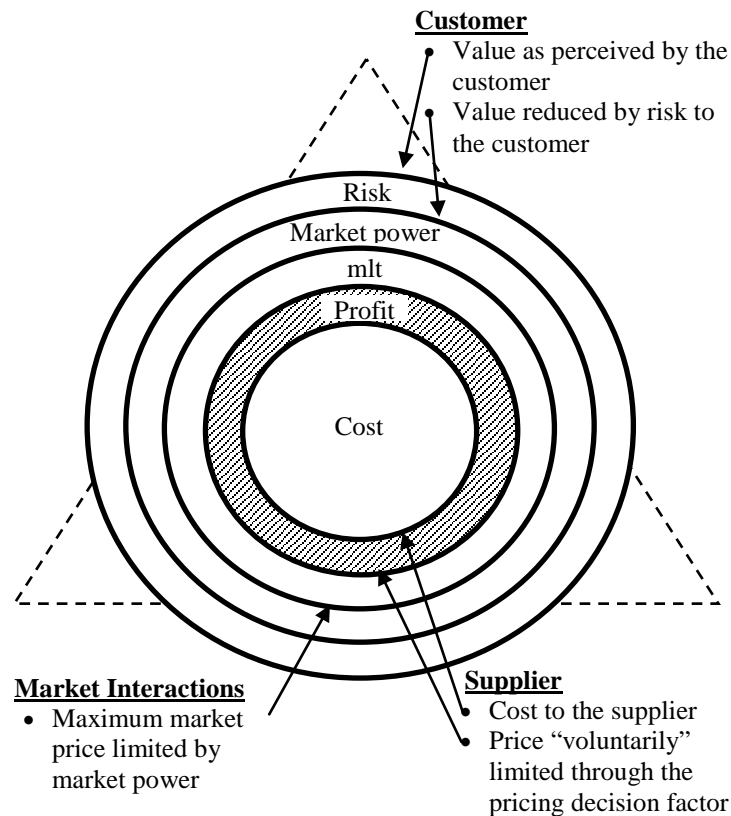 Customer
• Value as perceived by the
customer
• Value reduced by risk to
the customer
Risk
Market power
mlt
Profit
Cost
Market Interactions
• Maximum market
price limited by
market power
Supplier
• Cost to the supplier
• Price “voluntarily”
limited through the
pricing decision factor